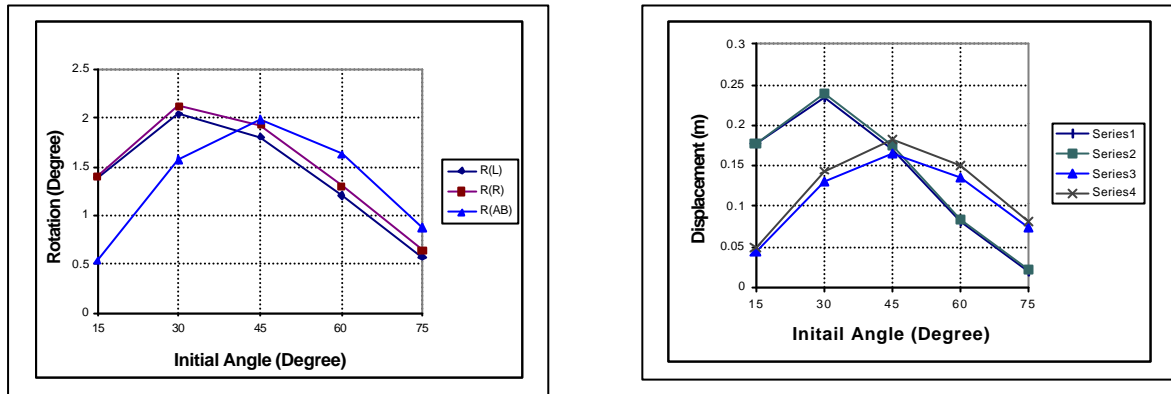 2.5
2
1.5
1
0.5
0
15 30 45 60 75
Rotation (Degree)
Initial Angle (Degree)
R(L)
R(R)
R(AB)
0.3
0.25
0.2
0.15
0.1
0.05
0
15 30 45 60 75
Displacement (m)
Initail Angle (Degree)
Series1
Series2
Series3
Series4